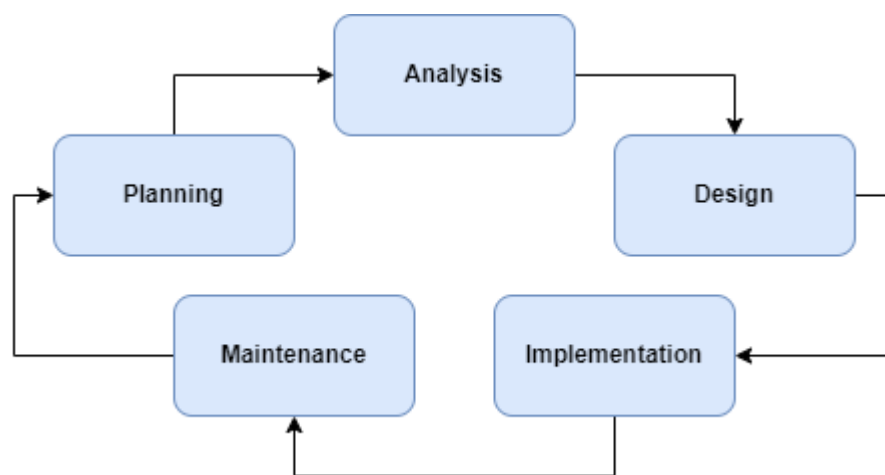 Analysis
Planning
Design
Maintenance
Implementation